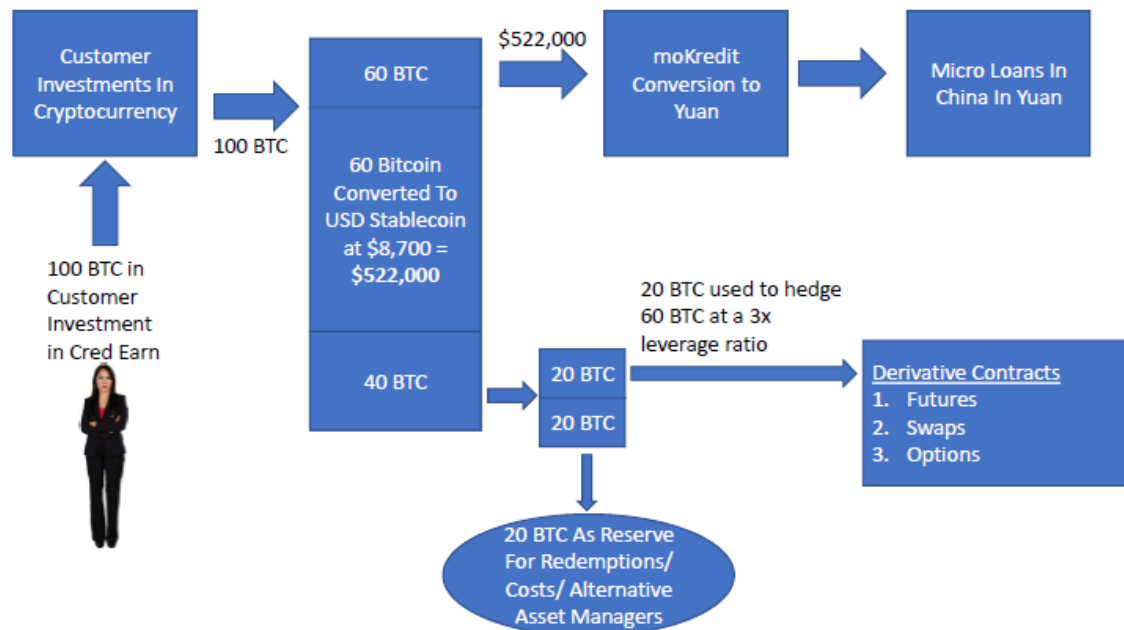 Customer
Investments In
Cryptocurrency
100 BTC
100 BTC in
Customer
Investment
in Cred Earn
60 BTC
60 Bitcoin
Converted To
USD Stablecoin
at $8,700 =
$522,000
40 BTC
$522,000
moKredit
Conversion to
Yuan
Micro Loans In
China In Yuan
20 BTC
20 BTC
20 BTC used to hedge
60 BTC at a 3x
leverage ratio
Derivative Contracts
1. Futures
2. Swaps
3. Options
20 BTC As Reserve
For Redemptions/
Costs/ Alternative
Asset Managers